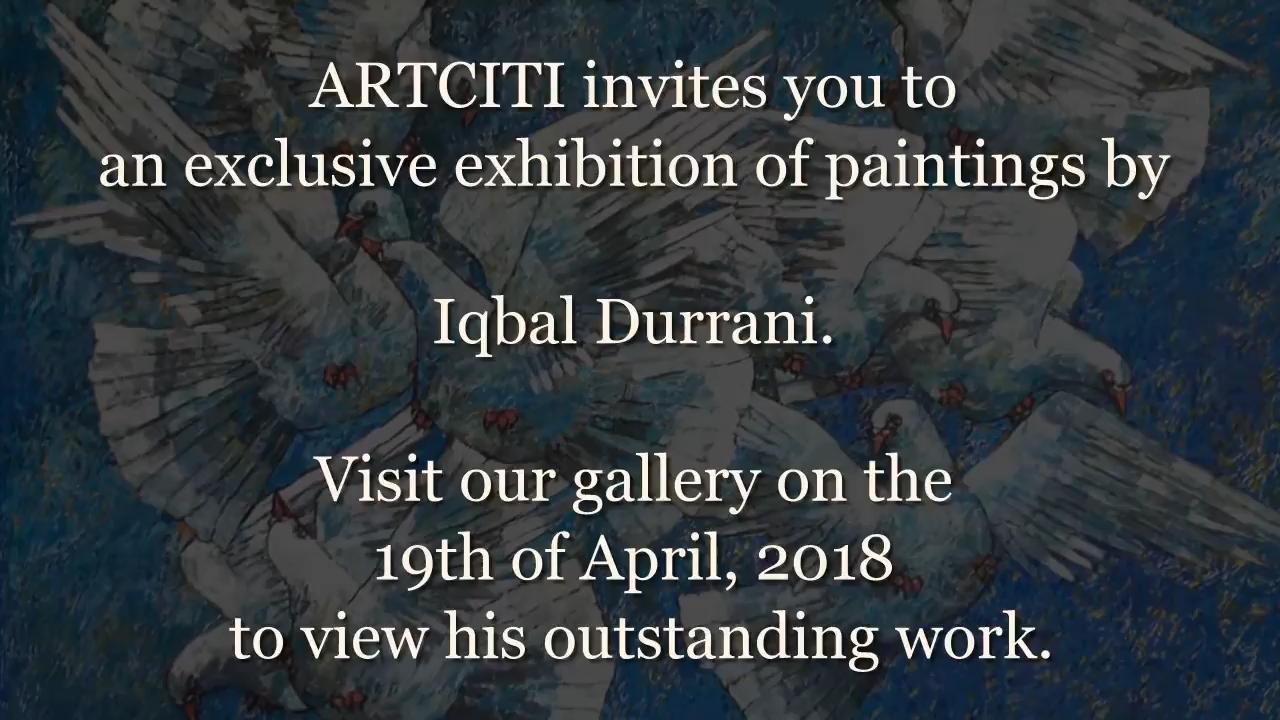 ARTCITI invites you to
an exclusive exhibition of paintings by
Iqbal Durrani.
Visit our gallery on the
19th of April, 2018
to view his outstanding work.